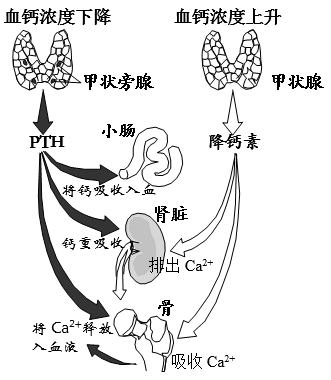 血钙浓度下降
血钙浓度上升
甲状旁腺
甲状腺
PTH
小肠
降钙素
将钙吸收入血
肾脏
钙重吸收
排出 Ca²⁺
骨
将 Ca²⁺释放
入血液
吸收 Ca²⁺